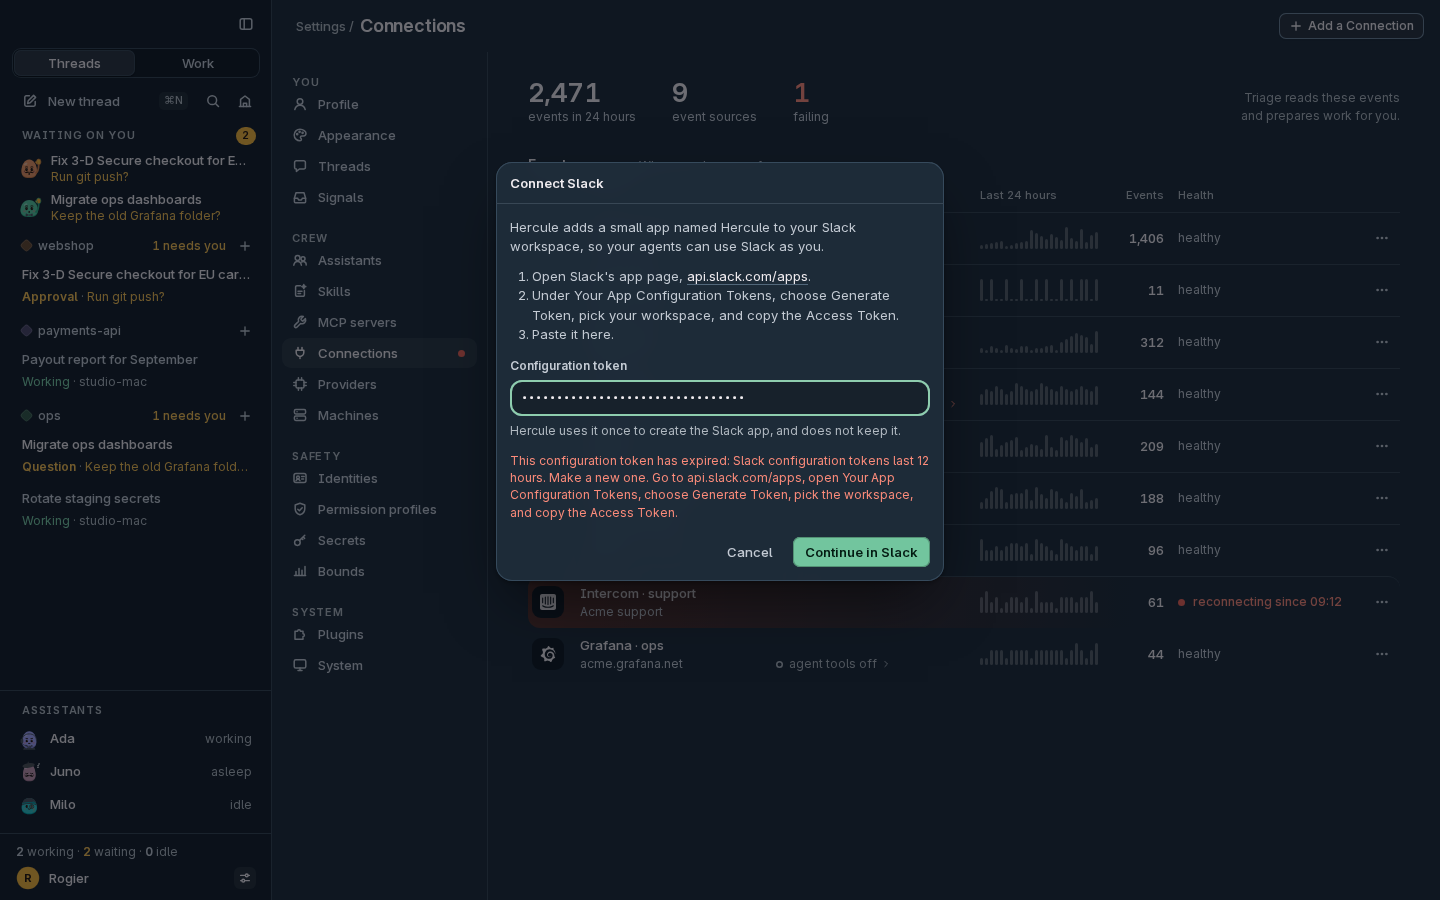 Settings / Connections
Add a Connection
Threads
Work
New thread
⌘N
WAITING ON YOU
2
Fix 3-D Secure checkout for E…
Run git push?
Migrate ops dashboards
Keep the old Grafana folder?
webshop
1 needs you
Fix 3-D Secure checkout for EU car…
Approval · Run git push?
payments-api
Payout report for September
Working · studio-mac
ops
1 needs you
Migrate ops dashboards
Question · Keep the old Grafana fold…
Rotate staging secrets
Working · studio-mac
ASSISTANTS
Ada
working
Juno
asleep
Milo
idle
2 working · 2 waiting · 0 idle
R
Rogier
YOU
Profile
Appearance
Threads
Signals
CREW
Assistants
Skills
MCP servers
Connections
Providers
Machines
SAFETY
Identities
Permission profiles
Secrets
Bounds
SYSTEM
Plugins
System
2,471
events in 24 hours
9
event sources
1
failing
Triage reads these events
and prepares work for you.
Last 24 hours
Events
Health
1,406
healthy
11
healthy
312
healthy
144
healthy
209
healthy
188
healthy
96
healthy
Intercom · support
Acme support
61
reconnecting since 09:12
Grafana · ops
acme.grafana.net
agent tools off
44
healthy
Connect Slack
Hercule adds a small app named Hercule to your Slack
workspace, so your agents can use Slack as you.
1. Open Slack's app page, api.slack.com/apps.
2. Under Your App Configuration Tokens, choose Generate
Token, pick your workspace, and copy the Access Token.
3. Paste it here.
Configuration token
Hercule uses it once to create the Slack app, and does not keep it.
This configuration token has expired: Slack configuration tokens last 12
hours. Make a new one. Go to api.slack.com/apps, open Your App
Configuration Tokens, choose Generate Token, pick the workspace,
and copy the Access Token.
Cancel
Continue in Slack